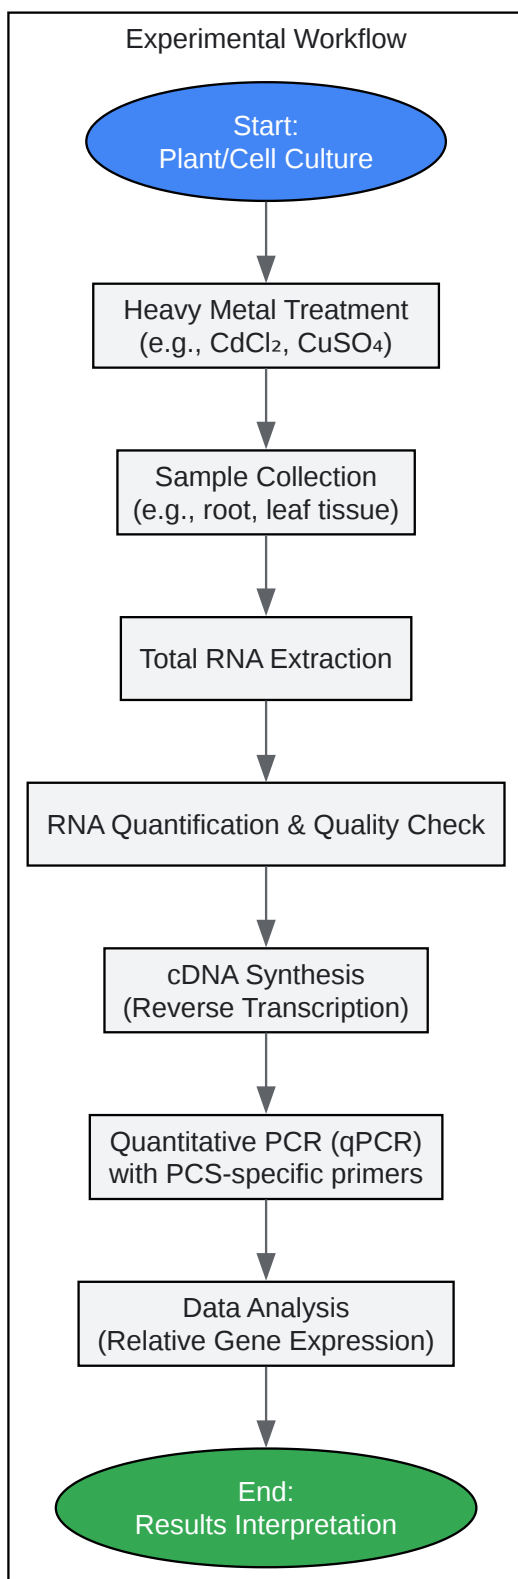 Experimental Workflow
Start:
Plant/Cell Culture
Heavy Metal Treatment
(e.g., CdCl₂, CuSO₄)
Sample Collection
(e.g., root, leaf tissue)
Total RNA Extraction
RNA Quantification & Quality Check
cDNA Synthesis
(Reverse Transcription)
Quantitative PCR (qPCR)
with PCS-specific primers
Data Analysis
(Relative Gene Expression)
End:
Results Interpretation